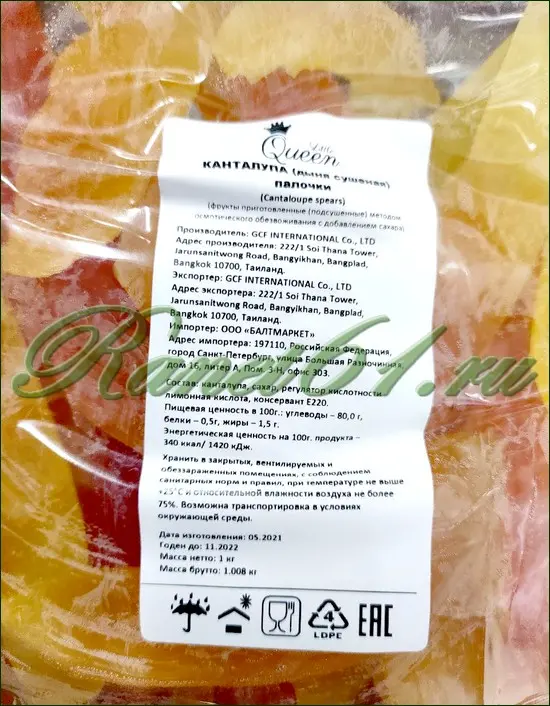 Queen
КАНТАЛУПА (дыня сушеная)
ПАЛОЧКИ
(Cantaloupe spears)
(фрукты приготовленные (подсушенные) методом
осмотического обезвоживания с добавлением сахара)
Производитель: GCF INTERNATIONAL Co., LTD
Адрес производителя: 222/1 Soi Thana Tower,
Jarunsanitwong Road, Bangyikhan, Bangplad,
Bangkok 10700, Таиланд.
Экспортер: GCF INTERNATIONAL Co., LTD
Адрес экспортера: 222/1 Soi Thana Tower,
Jarunsanitwong Road, Bangyikhan, Bangplad,
Bangkok 10700, Таиланд.
Импортер: ООО «БАЛТМАРКЕТ»
Адрес импортера: 197110, Российская Федерация,
город Санкт-Петербург, улица Большая Разночинная,
дом 16, литер А, Пом. 3-Н, офис 325.
Состав: канталупа, сахар, регулятор кислотности –
лимонная кислота, консервант Е220.
Пищевая ценность в 100г.: углеводы – 80,0 г,
белки – 0,5г, жиры – 1,5 г.
Энергетическая ценность на 100г. продукта –
340 ккал/ 1420 кДж.
Хранить в закрытых, вентилируемых и
обеззараженных помещениях, с соблюдением
санитарных норм и правил, при температуре не выше
+25°С и относительной влажности воздуха не более
75%. Возможна транспортировка в условиях
окружающей среды.
Дата изготовления: 05.2021
Годен до: 11.2022
Масса нетто: 1 кг
Масса брутто: 1.008 кг
4
LDPE
EAC